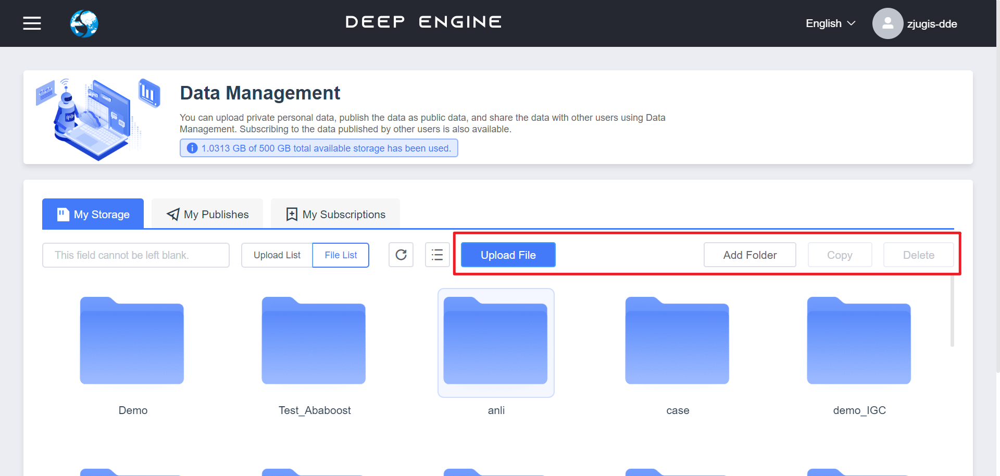 DEEP ENGINE
English
zjugis-dde
Data Management
You can upload private personal data, publish the data as public data, and share the data with other users using Data
Management. Subscribing to the data published by other users is also available.
1.0313 GB of 500 GB total available storage has been used.
My Storage
My Publishes
My Subscriptions
This field cannot be left blank.
Upload List
File List
Upload File
Add Folder
Copy
Delete
Demo
Test_Ababoost
anli
case
demo_IGC